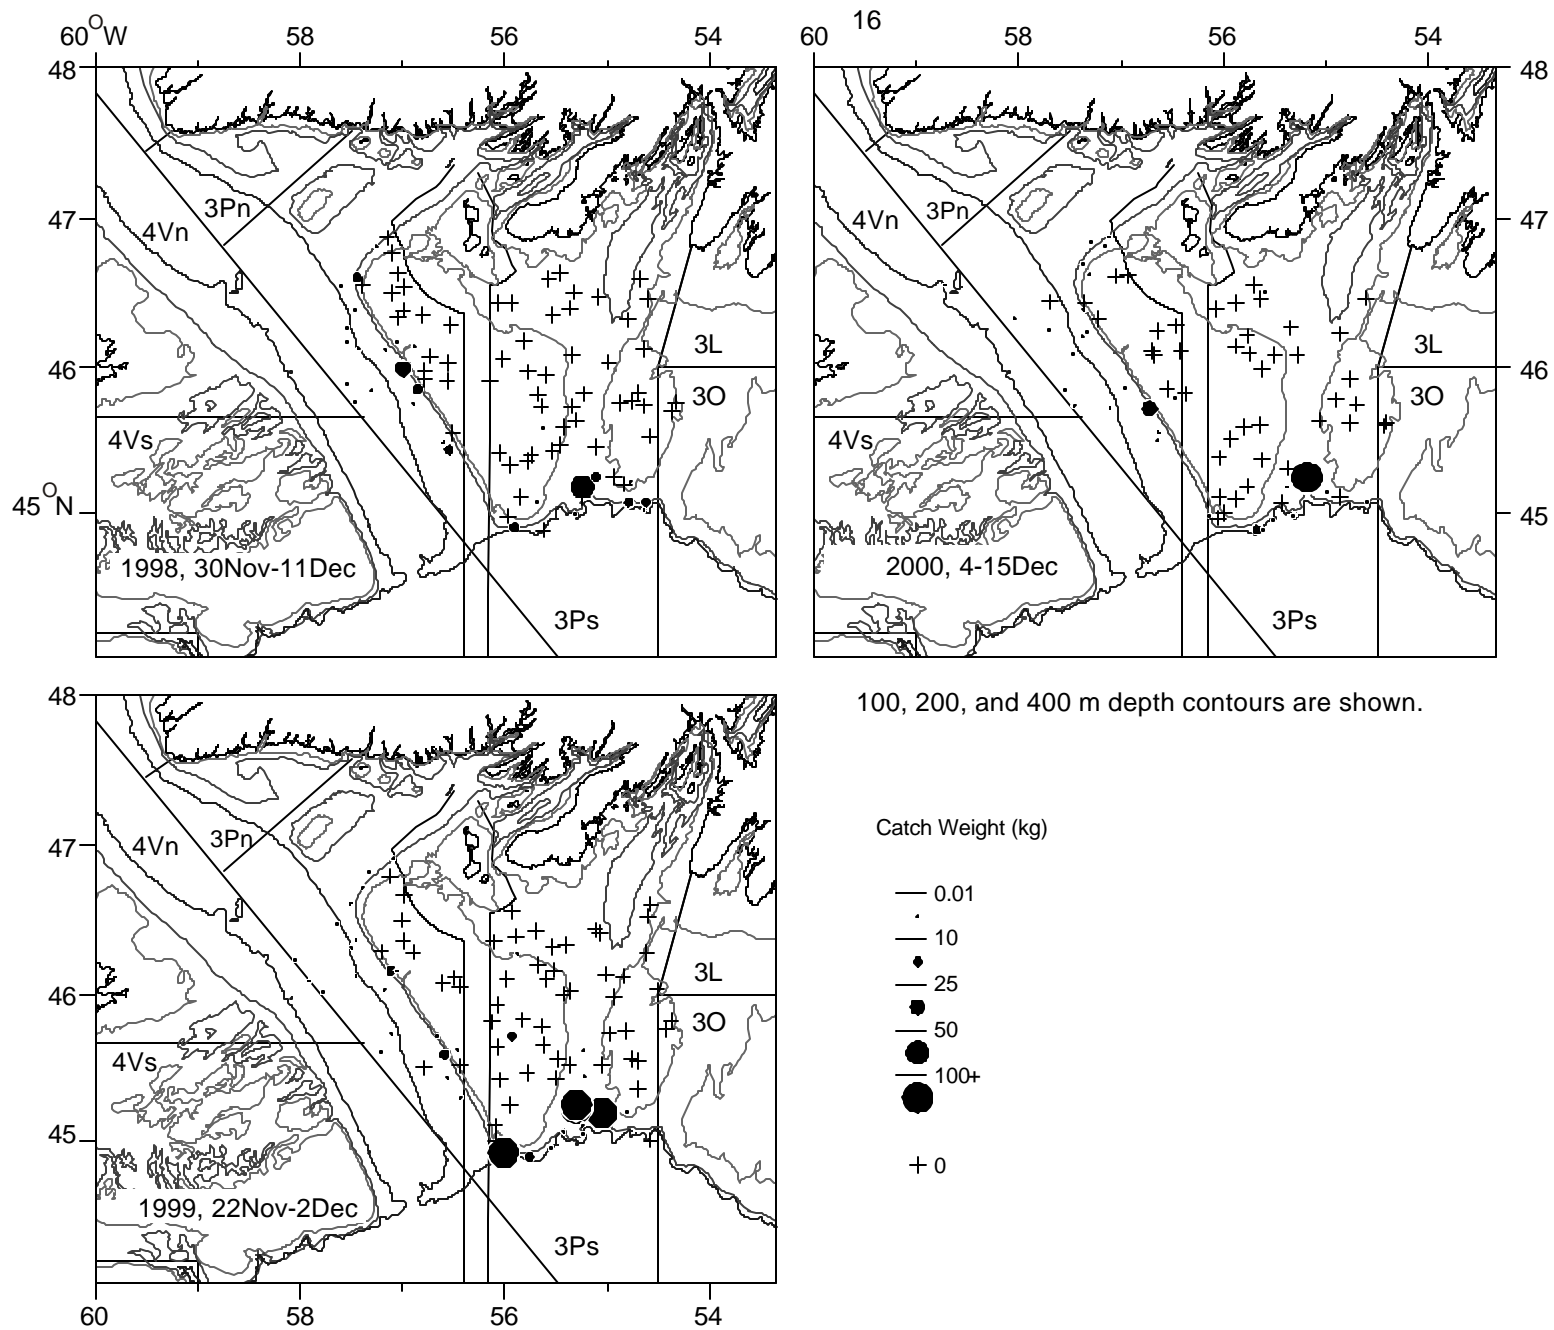 16
60 O W 58 56 54
60 58 56 54
48
48
47
47
46
46
45 O N
45
3Pn
4Vn
4Vs
3L
3O
3Ps
1998, 30Nov-11Dec
3Pn
4Vn
4Vs
3L
3O
3Ps
2000, 4-15Dec
48
47
46
45
3Pn
4Vn
4Vs
3L
3O
3Ps
1999, 22Nov-2Dec
60 58 56 54
100, 200, and 400 m depth contours are shown.
Catch Weight (kg)
0.01
10
25
50
100+
0